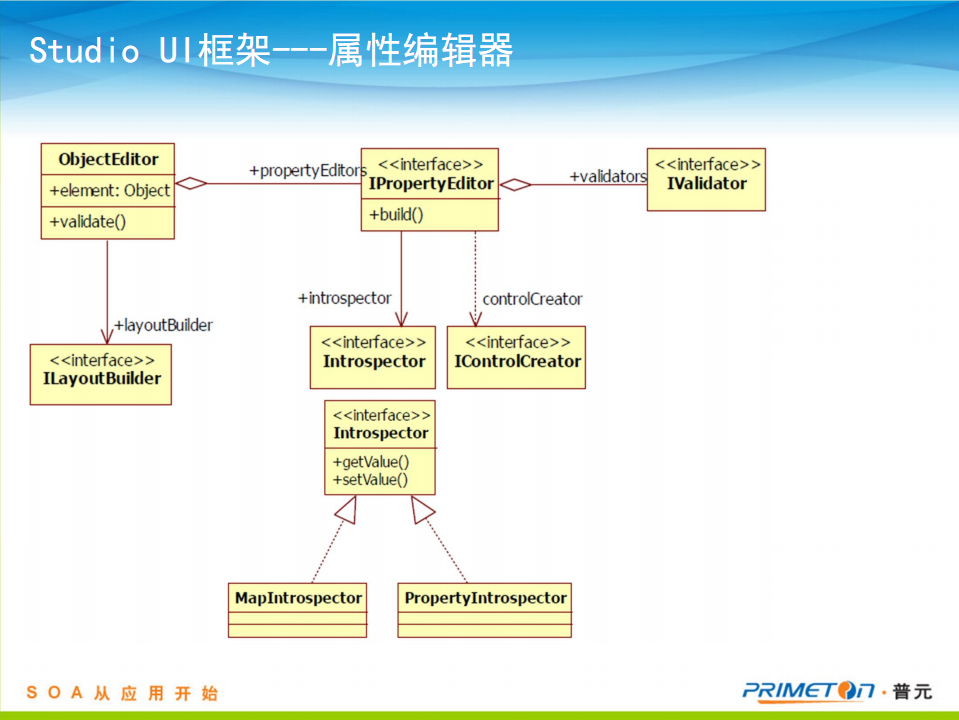 Studio UI框架---属性编辑器
ObjectEditor
+element: Object
+validate()
+propertyEditors
<<interface>>
IPropertyEditor
+build()
+validators
<<interface>>
IValidator
+layoutBuilder
+introspector
controlCreator
<<interface>>
ILayoutBuilder
<<interface>>
Introspector
<<interface>>
IControlCreator
<<interface>>
Introspector
+getValue()
+setValue()
MapIntrospector
PropertyIntrospector
SOA从应用开始
PRIMETON·普元